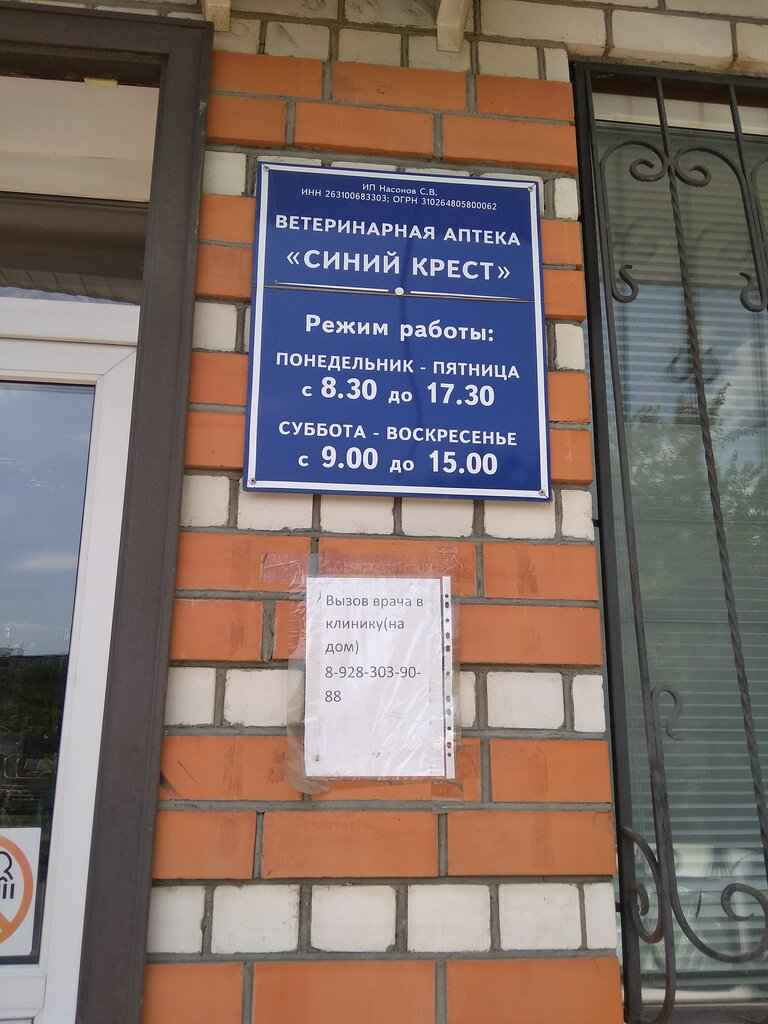 ИП Насонов С.В.
ИНН 263100683303; ОГРН 310264805800062
ВЕТЕРИНАРНАЯ АПТЕКА
«СИНИЙ КРЕСТ»
Режим работы:
ПОНЕДЕЛЬНИК - ПЯТНИЦА
с 8.30 до 17.30
СУББОТА - ВОСКРЕСЕНЬЕ
с 9.00 до 15.00
Вызов врача в
клинику(на
дом)
8-928-303-90-
88